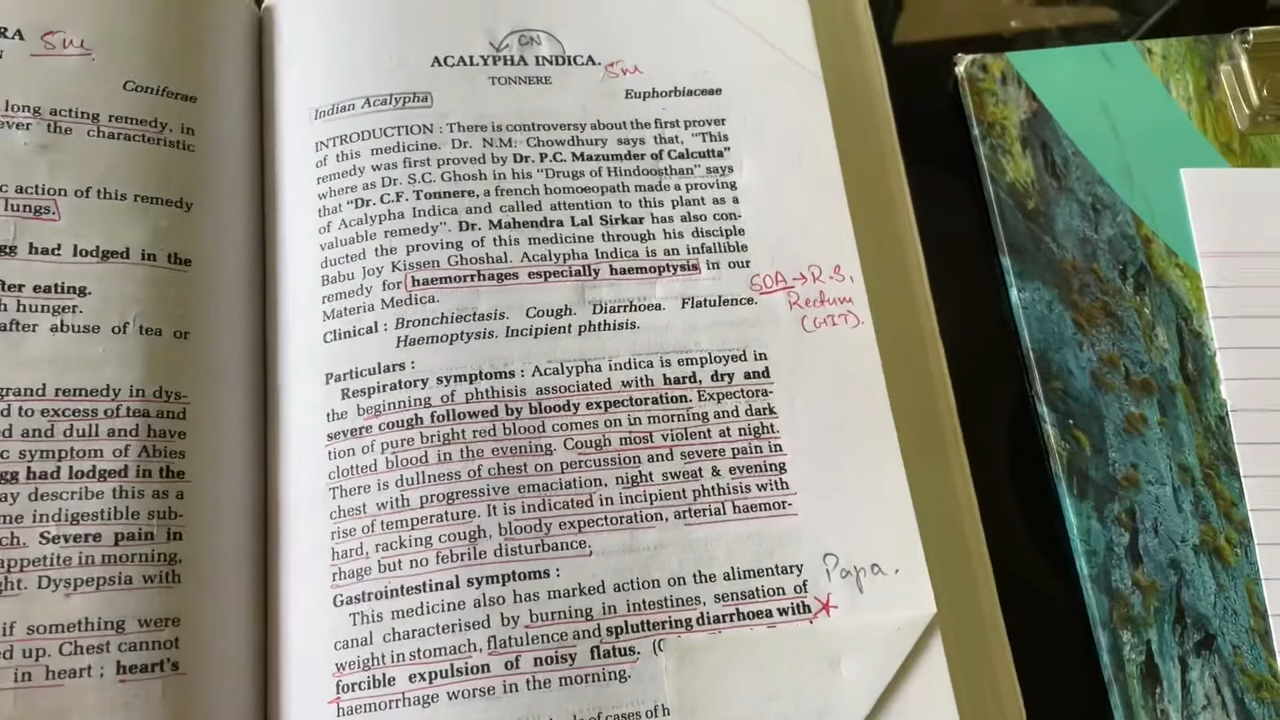 RA Sm
Coniferae
long acting remedy, in
ever the characteristic
c action of this remedy
lungs.
gg had lodged in the
fter eating.
h hunger.
after abuse of tea or
grand remedy in dys-
d to excess of tea and
ed and dull and have
c symptom of Abies
gg had lodged in the
ay describe this as a
me indigestible sub-
ch. Severe pain in
appetite in morning,
ght. Dyspepsia with
if something were
ed up. Chest cannot
in heart ; heart's
CN
ACALYPHA INDICA. Sm
TONNERE
Indian Acalypha
Euphorbiaceae
INTRODUCTION : There is controversy about the first prover
of this medicine. Dr. N.M. Chowdhury says that, "This
remedy was first proved by Dr. P.C. Mazumder of Calcutta"
where as Dr. S.C. Ghosh in his "Drugs of Hindoosthan" says
that "Dr. C.F. Tonnere, a french homoeopath made a proving
of Acalypha Indica and called attention to this plant as a
valuable remedy". Dr. Mahendra Lal Sirkar has also con-
ducted the proving of this medicine through his disciple
Babu Joy Kissen Ghoshal. Acalypha Indica is an infallible
remedy for haemorrhages especially haemoptysis in our
Materia Medica.
SOA → R.S,
Rectum
(GIT).
Clinical : Bronchiectasis. Cough. Diarrhoea. Flatulence.
Haemoptysis. Incipient phthisis.
Particulars :
Respiratory symptoms : Acalypha indica is employed in
the beginning of phthisis associated with hard, dry and
severe cough followed by bloody expectoration. Expectora-
tion of pure bright red blood comes on in morning and dark
clotted blood in the evening. Cough most violent at night.
There is dullness of chest on percussion and severe pain in
chest with progressive emaciation, night sweat & evening
rise of temperature. It is indicated in incipient phthisis with
hard, racking cough, bloody expectoration, arterial haemor-
rhage but no febrile disturbance.
Gastrointestinal symptoms :
This medicine also has marked action on the alimentary
canal characterised by burning in intestines, sensation of
weight in stomach, flatulence and spluttering diarrhoea with
forcible expulsion of noisy flatus. (
haemorrhage worse in the morning.
Papa.
of cases of h